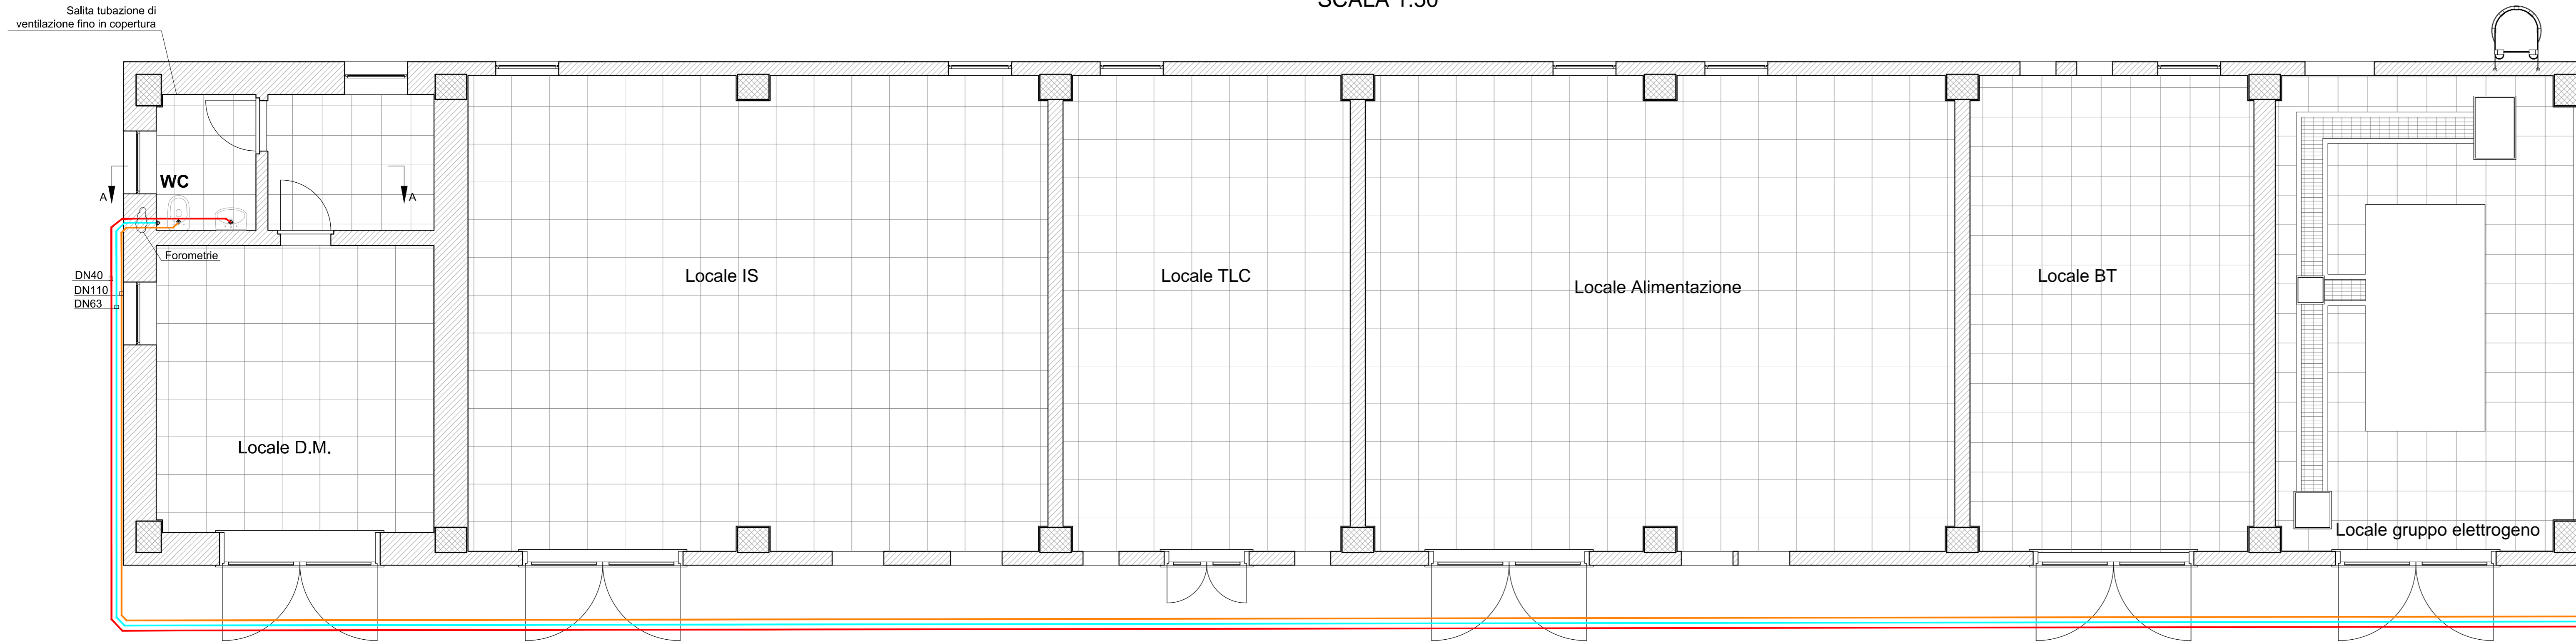 SCALA 1:50
Salita tubazione di
ventilazione fino in copertura
WC
A
A
Forometrie
DN40
DN110
DN63
Locale D.M.
Locale IS
Locale TLC
Locale Alimentazione
Locale BT
Locale gruppo elettrogeno